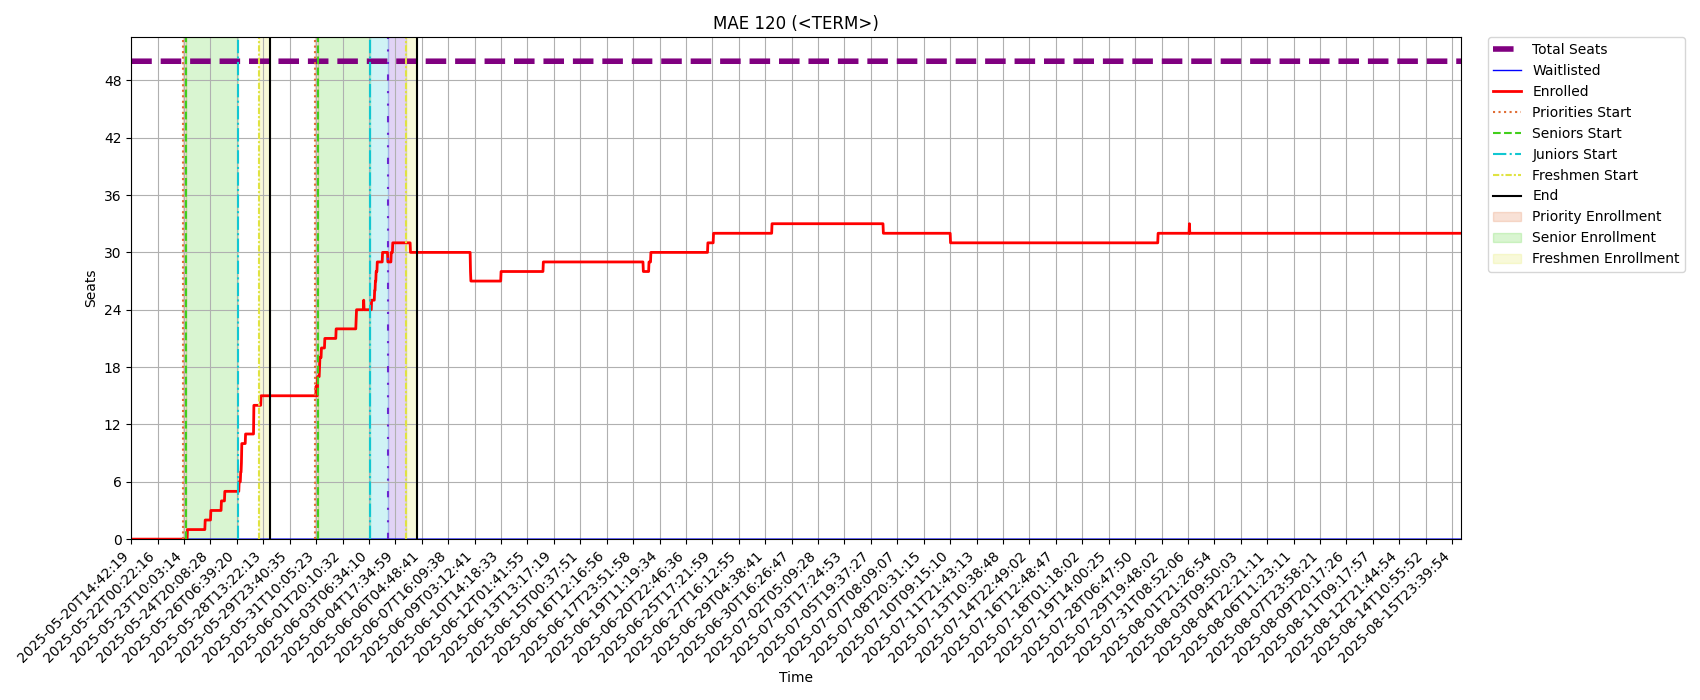 MAE 120 (<TERM>)
Total Seats
Waitlisted
Enrolled
Priorities Start
Seniors Start
Juniors Start
Freshmen Start
End
Priority Enrollment
Senior Enrollment
Freshmen Enrollment
Seats
48
42
36
30
24
18
12
6
0
2025-05-20T14:42:19
2025-05-22T00:22:16
2025-05-23T10:03:14
2025-05-24T20:08:28
2025-05-26T06:39:20
2025-05-28T13:22:13
2025-05-29T23:40:35
2025-05-31T10:05:23
2025-06-01T20:10:32
2025-06-03T06:34:10
2025-06-04T17:34:59
2025-06-06T04:48:41
2025-06-07T16:09:38
2025-06-09T03:12:41
2025-06-10T14:18:33
2025-06-12T01:41:55
2025-06-13T13:17:19
2025-06-15T00:37:51
2025-06-16T12:16:56
2025-06-17T23:51:58
2025-06-19T11:19:34
2025-06-20T22:46:36
2025-06-25T17:21:59
2025-06-27T16:12:55
2025-06-29T04:38:41
2025-06-30T16:26:47
2025-07-02T05:09:28
2025-07-03T17:24:53
2025-07-05T19:37:27
2025-07-07T08:09:07
2025-07-08T20:31:15
2025-07-10T09:15:10
2025-07-11T21:43:13
2025-07-13T10:38:48
2025-07-14T22:49:02
2025-07-16T12:48:47
2025-07-18T01:18:02
2025-07-19T14:00:25
2025-07-28T06:47:50
2025-07-29T19:48:02
2025-07-31T08:52:06
2025-08-01T21:26:54
2025-08-03T09:50:03
2025-08-04T22:21:11
2025-08-06T11:23:11
2025-08-07T23:58:21
2025-08-09T20:17:26
2025-08-11T09:17:57
2025-08-12T21:44:54
2025-08-14T10:55:52
2025-08-15T23:39:54
Time